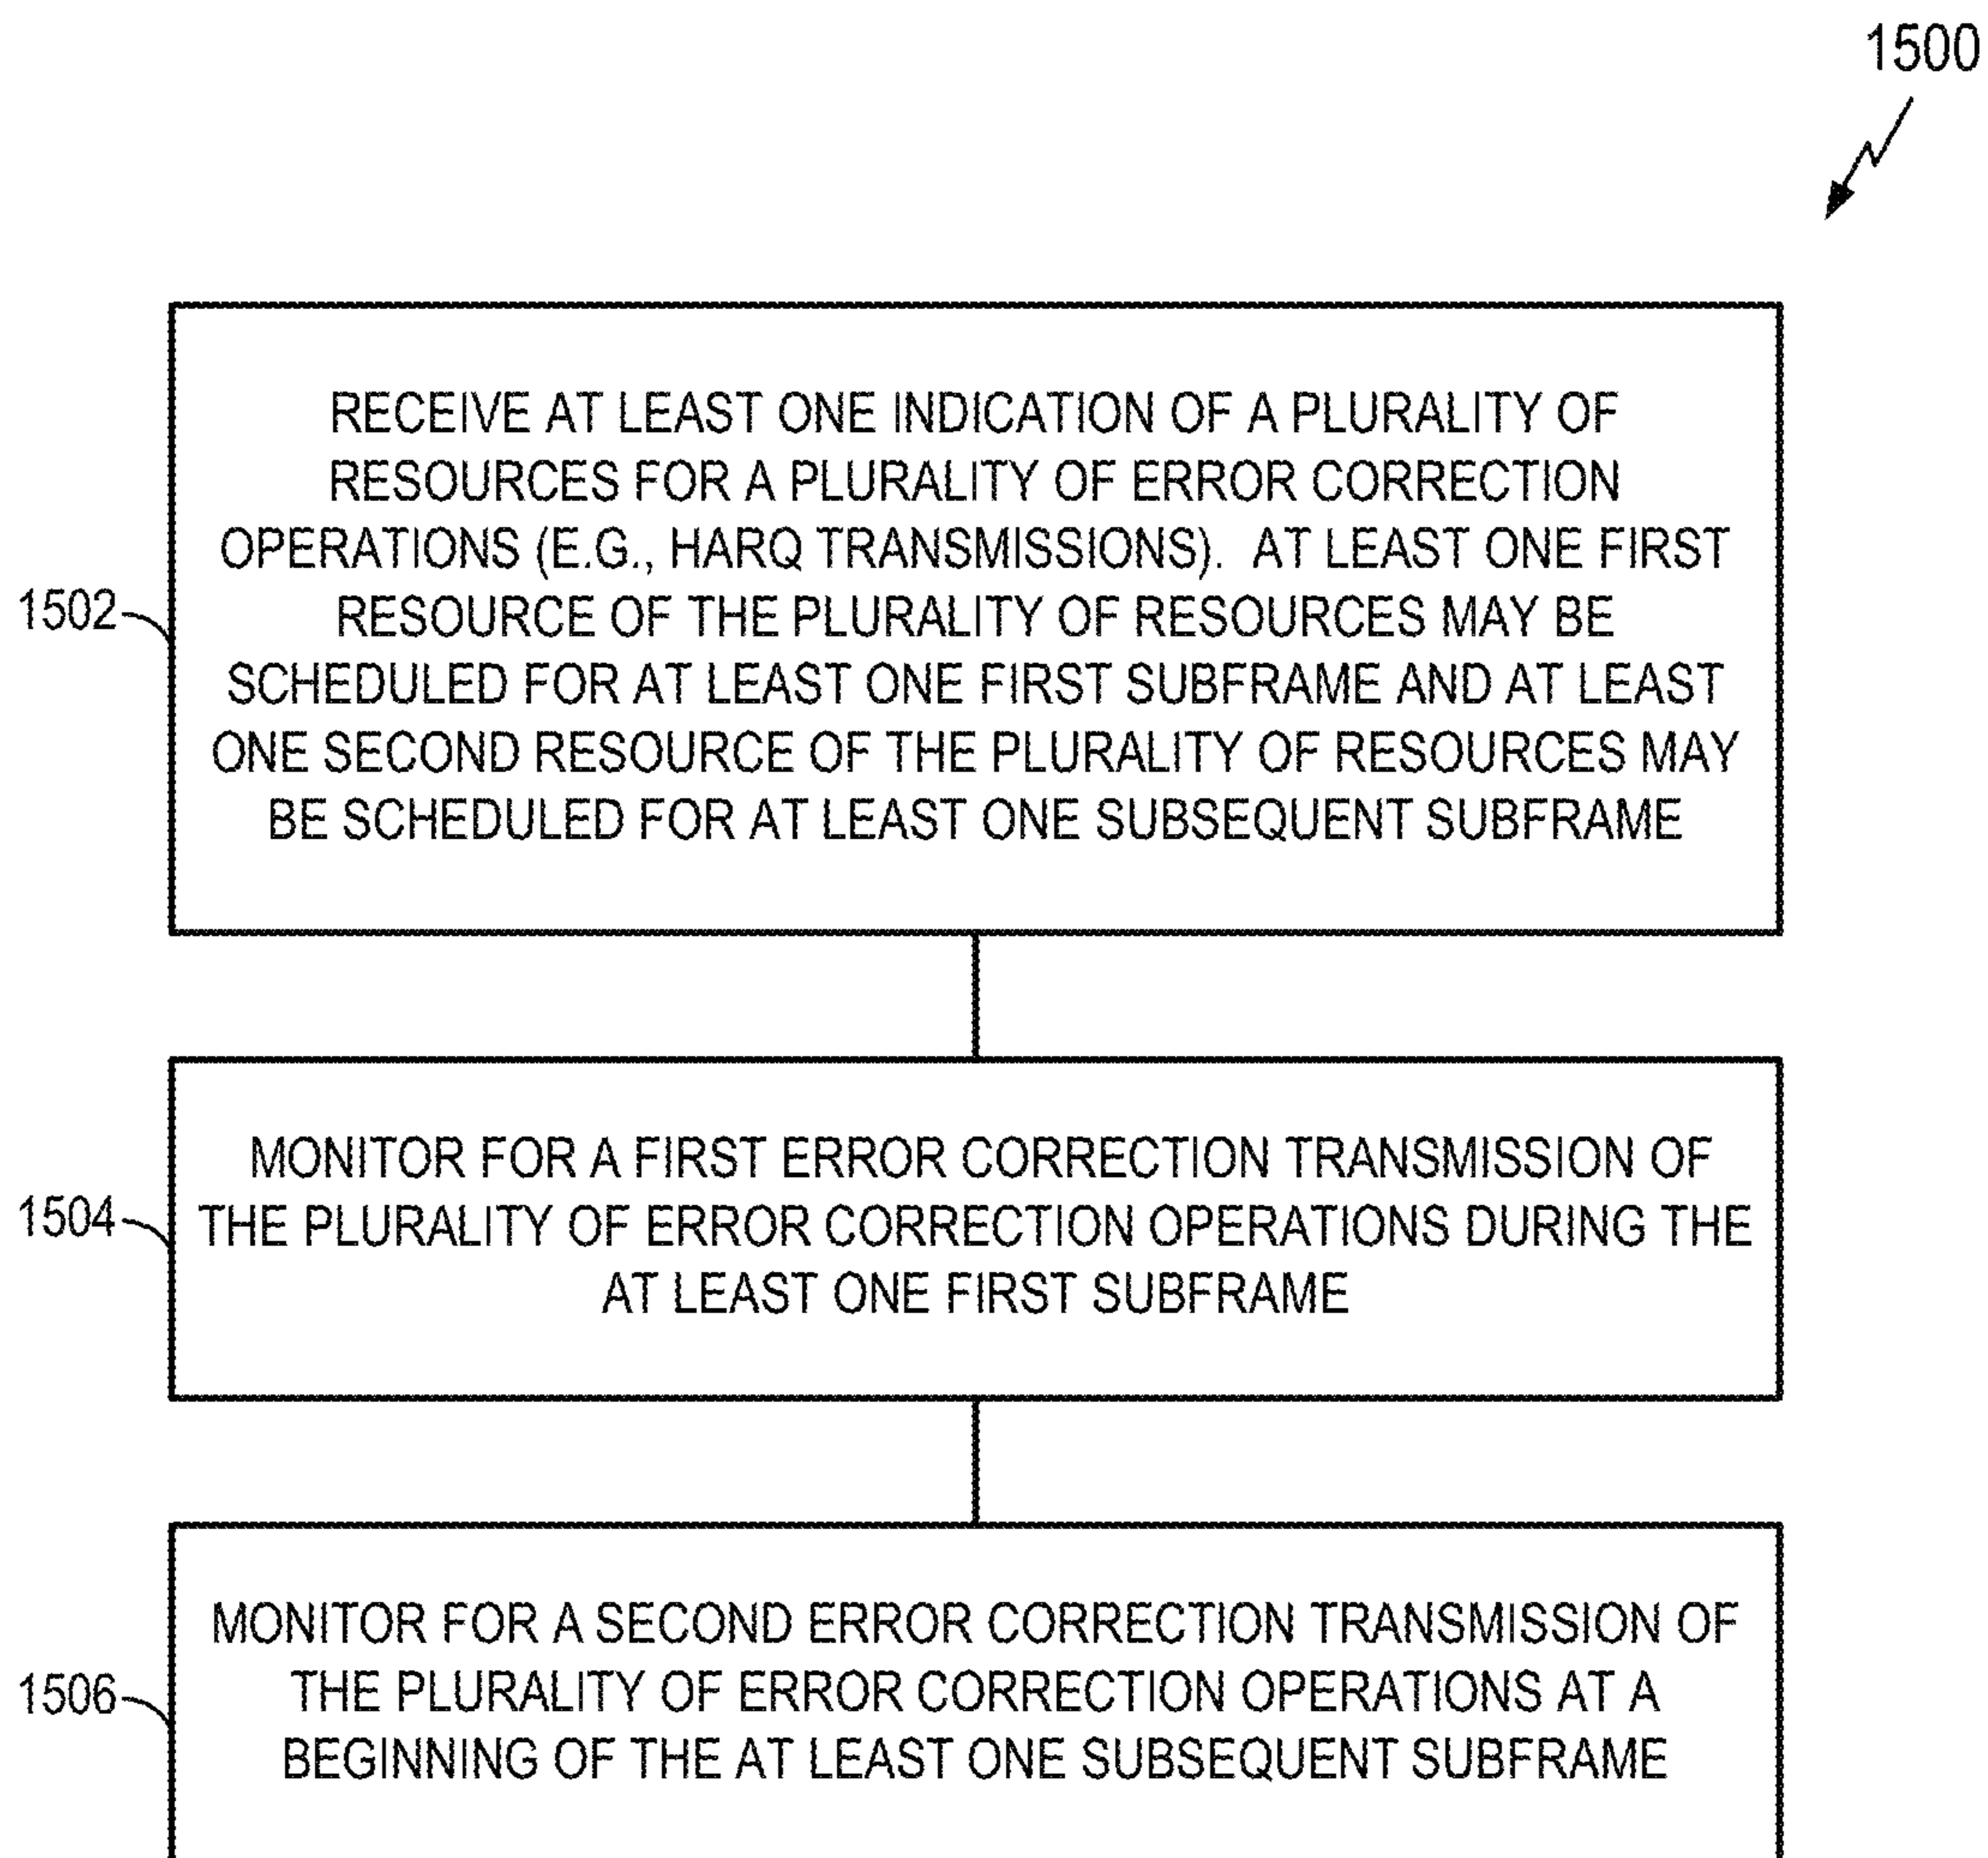 1500
RECEIVE AT LEAST ONE INDICATION OF A PLURALITY OF
RESOURCES FOR A PLURALITY OF ERROR CORRECTION
OPERATIONS (E.G., HARQ TRANSMISSIONS). AT LEAST ONE FIRST
RESOURCE OF THE PLURALITY OF RESOURCES MAY BE
SCHEDULED FOR AT LEAST ONE FIRST SUBFRAME AND AT LEAST
ONE SECOND RESOURCE OF THE PLURALITY OF RESOURCES MAY
BE SCHEDULED FOR AT LEAST ONE SUBSEQUENT SUBFRAME
1502
MONITOR FOR A FIRST ERROR CORRECTION TRANSMISSION OF
THE PLURALITY OF ERROR CORRECTION OPERATIONS DURING THE
AT LEAST ONE FIRST SUBFRAME
1504
MONITOR FOR A SECOND ERROR CORRECTION TRANSMISSION OF
THE PLURALITY OF ERROR CORRECTION OPERATIONS AT A
BEGINNING OF THE AT LEAST ONE SUBSEQUENT SUBFRAME
1506